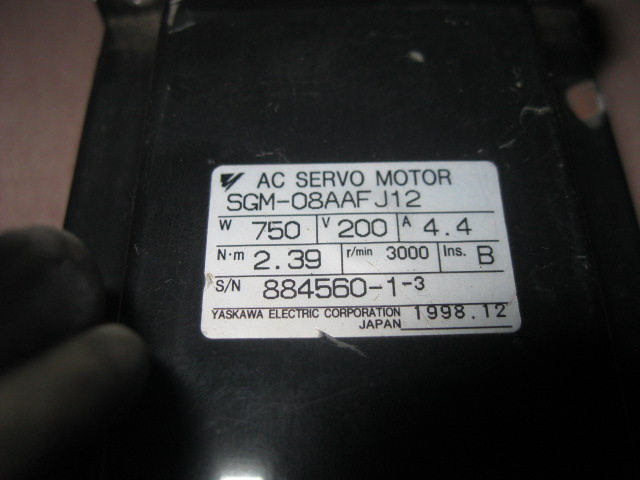 AC SERVO MOTOR
SGM-08AAFJ12
W 750 V 200 A 4.4
N·m 2.39 r/min 3000 Ins. B
S/N 884560-1-3
YASKAWA ELECTRIC CORPORATION 1998.12
JAPAN